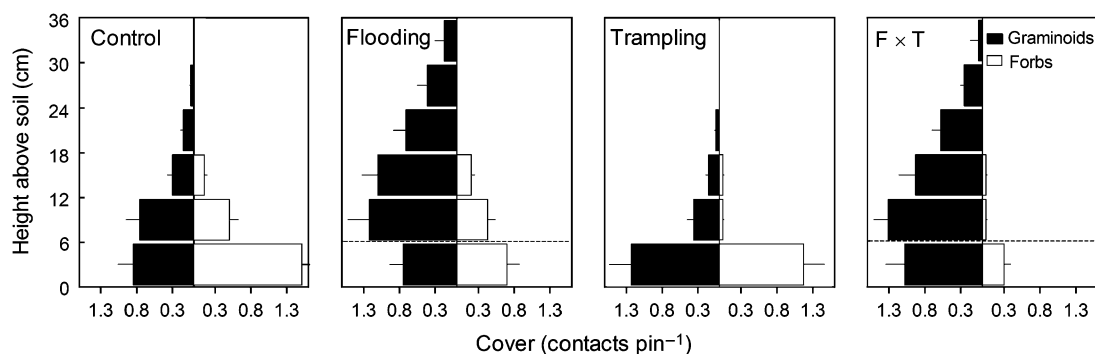 Control
Flooding
Trampling
F × T
Graminoids
Forbs
Height above soil (cm)
36
30
24
18
12
6
0
1.3 0.8 0.3 0.3 0.8 1.3
1.3 0.8 0.3 0.3 0.8 1.3
1.3 0.8 0.3 0.3 0.8 1.3
1.3 0.8 0.3 0.3 0.8 1.3
Cover (contacts pin⁻¹)